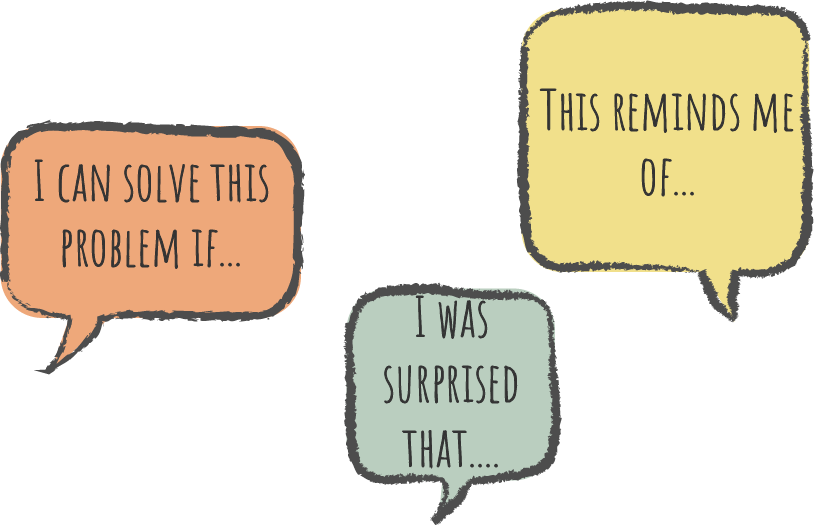 I can solve this
problem if...
This reminds me
of...
I was
surprised
that....